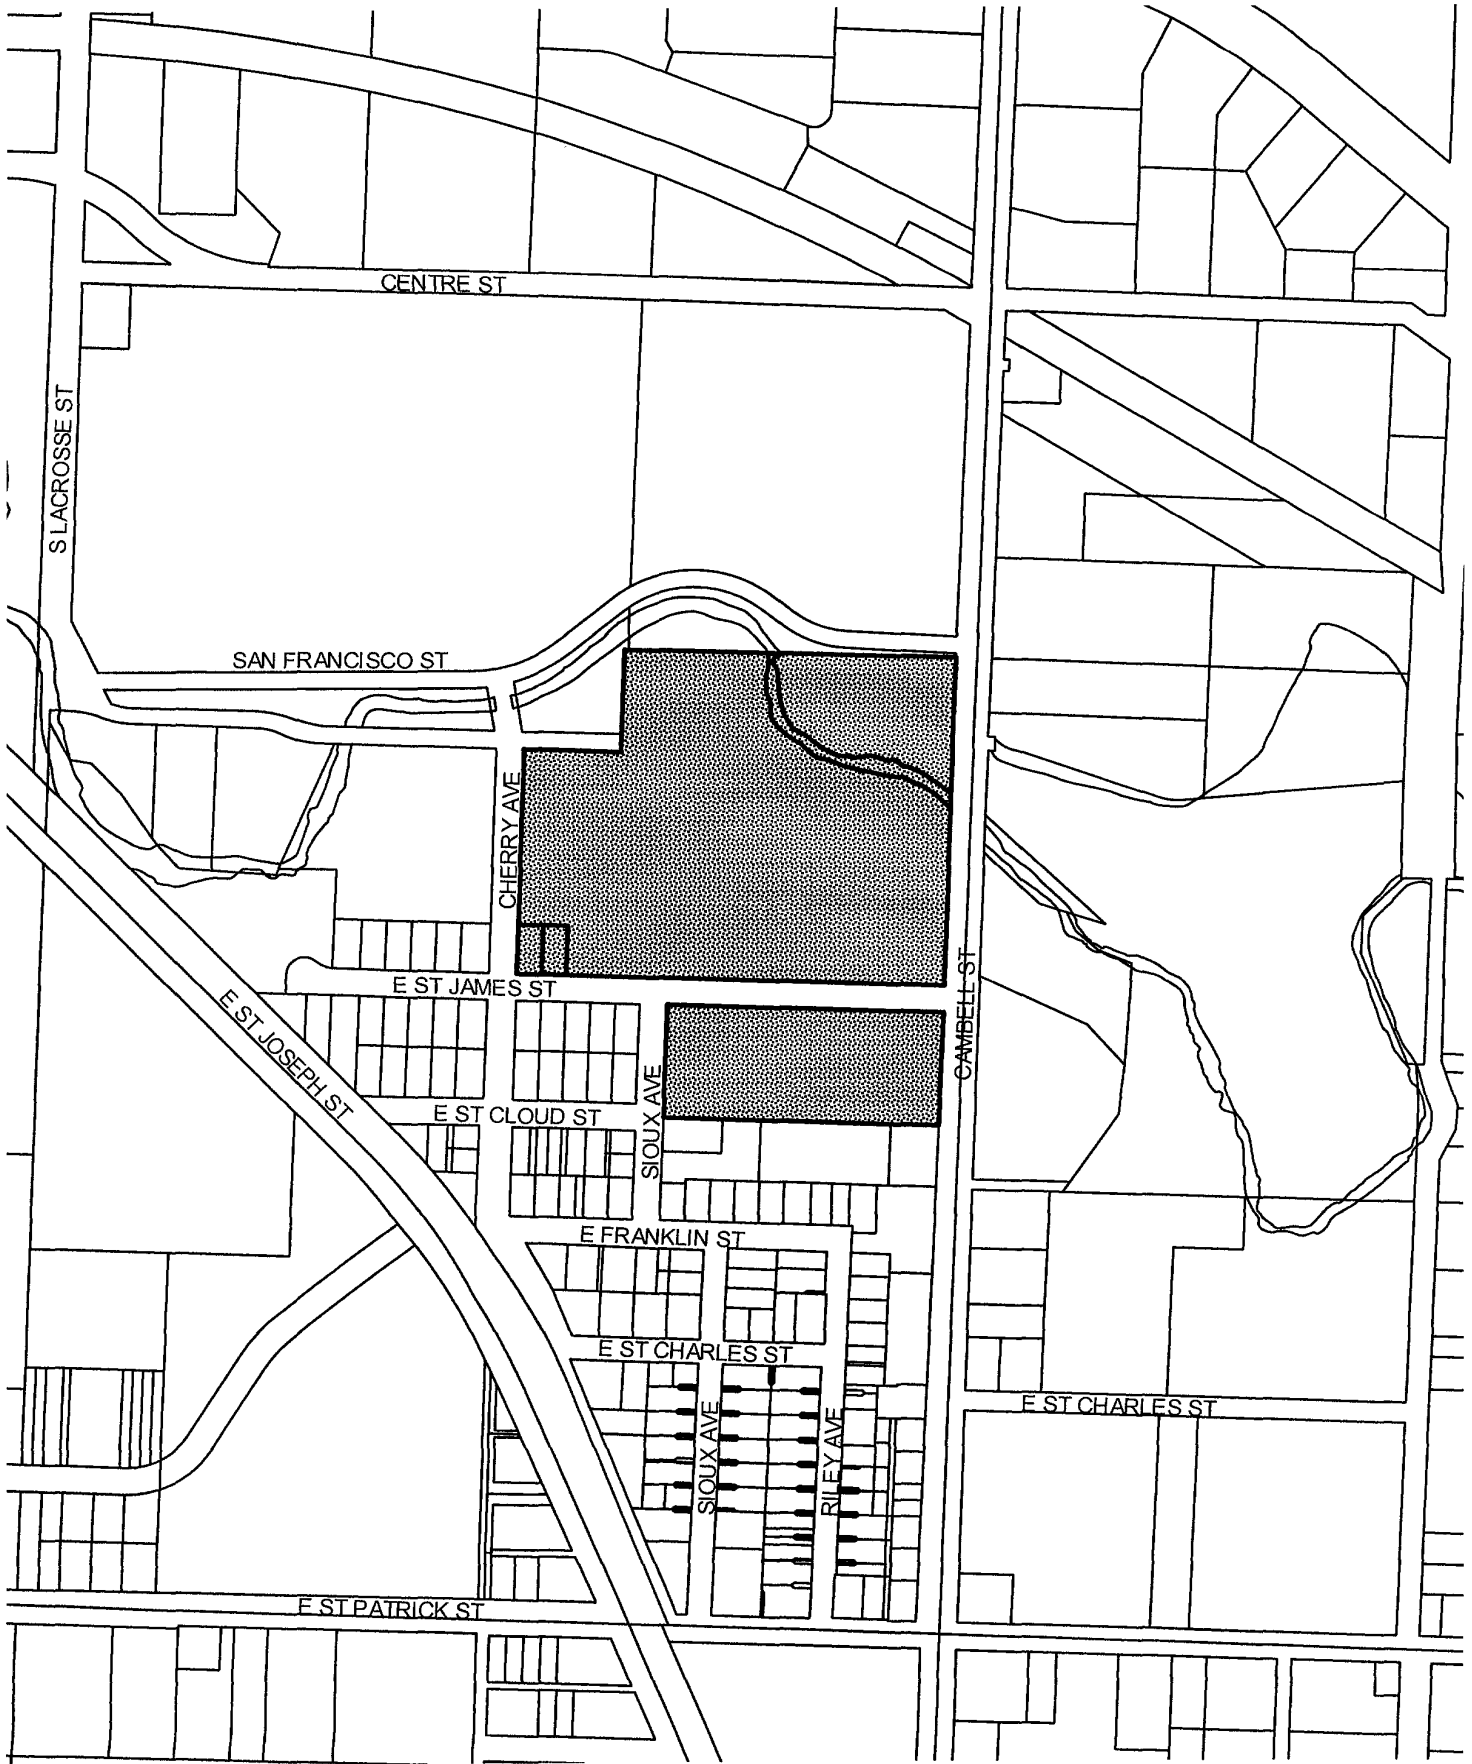 CENTRE ST
S LACROSSE ST
SAN FRANCISCO ST
CHERRY AVE
CAMBELL ST
E ST JAMES ST
E ST JOSEPH ST
SIOUX AVE
E ST CLOUD ST
E FRANKLIN ST
E ST CHARLES ST
E ST CHARLES ST
SIOUX AVE
RILEY AVE
E ST PATRICK ST